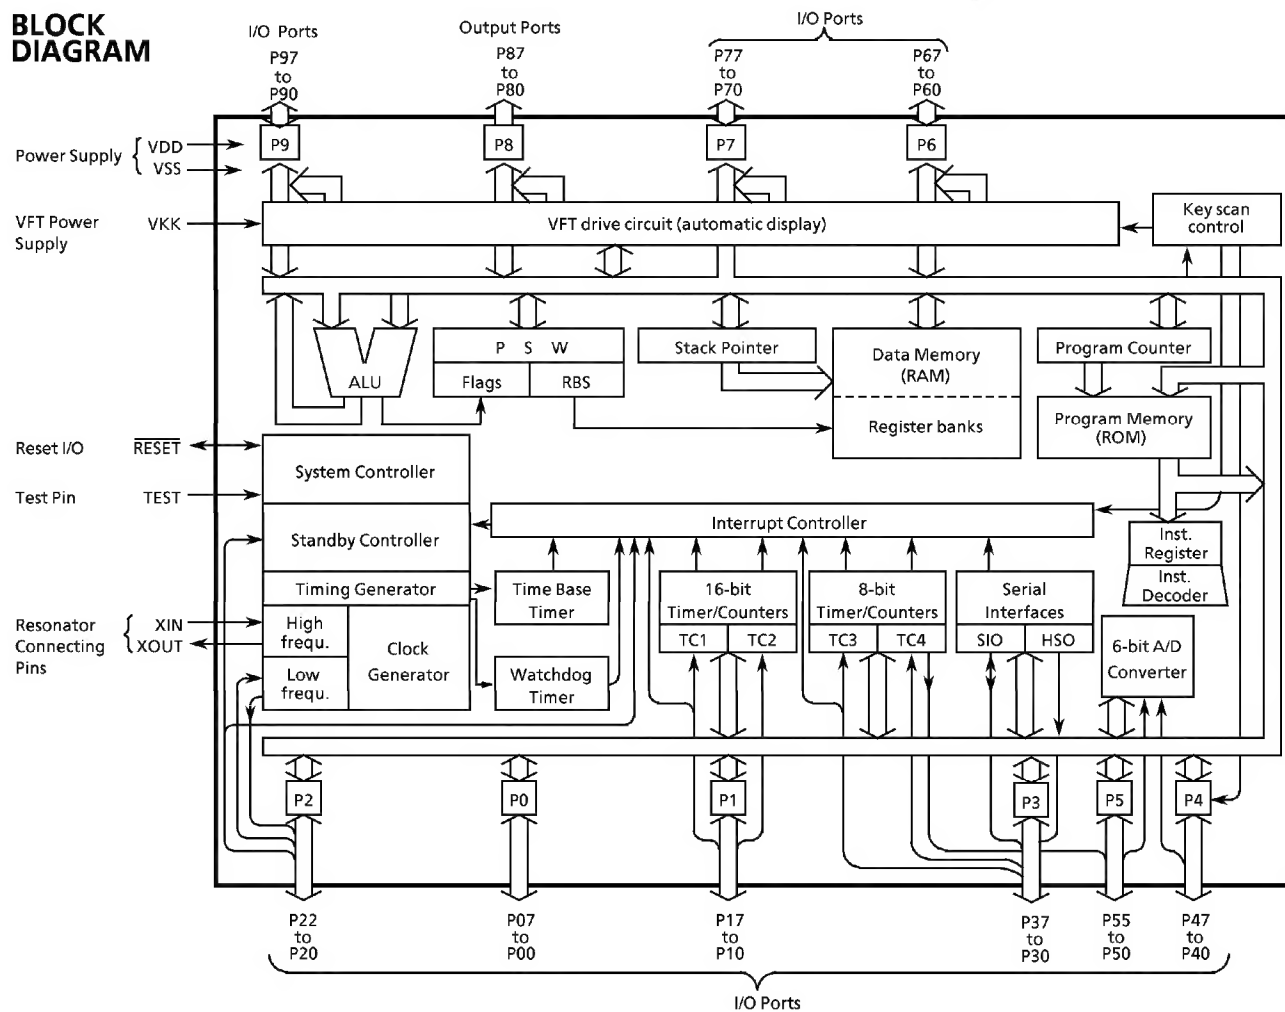 BLOCK
DIAGRAM
I/O Ports
P97
to
P90
Output Ports
P87
to
P80
I/O Ports
P77
to
P70
P67
to
P60
P9
P8
P7
P6
Power Supply
VDD
VSS
VFT Power
Supply
VKK
VFT drive circuit (automatic display)
Key scan
control
ALU
P S W
Flags
RBS
Stack Pointer
Data Memory
(RAM)
Register banks
Program Counter
Program Memory
(ROM)
Reset I/O
RESET
Test Pin
TEST
System Controller
Standby Controller
Timing Generator
High
frequ.
Low
frequ.
Clock
Generator
Resonator
Connecting
Pins
XIN
XOUT
Interrupt Controller
Time Base
Timer
Watchdog
Timer
16-bit
Timer/Counters
TC1
TC2
8-bit
Timer/Counters
TC3
TC4
Serial
Interfaces
SIO
HSO
Inst.
Register
Inst.
Decoder
6-bit A/D
Converter
P2
P0
P1
P3
P5
P4
P22
to
P20
P07
to
P00
P17
to
P10
P37
to
P30
P55
to
P50
P47
to
P40
I/O Ports